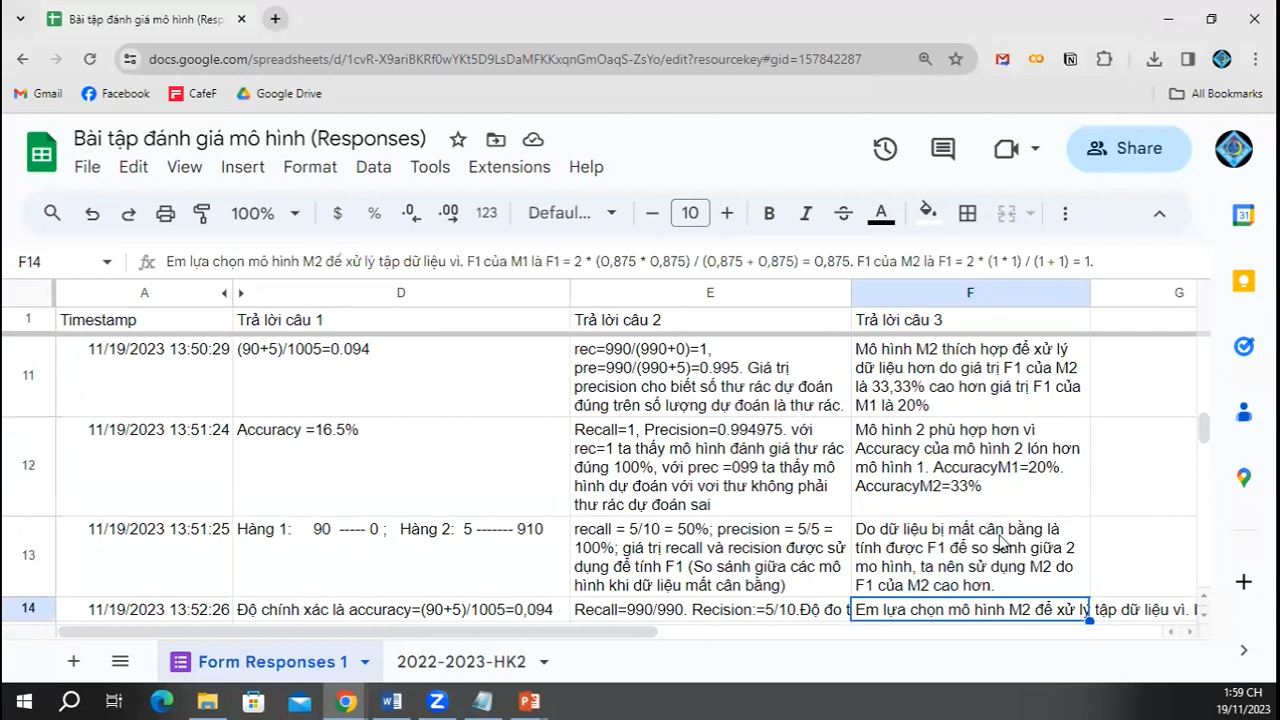 Bài tập đánh giá mô hình (Resp
docs.google.com/spreadsheets/d/1cvR-X9ariBKRf0wYKt5D9LsDaMFKKxqnGmOaqS-ZsYo/edit?resourcekey#gid=157842287
Gmail Facebook CafeF Google Drive All Bookmarks
Bài tập đánh giá mô hình (Responses)
File Edit View Insert Format Data Tools Extensions Help
Share
100% $ % .0 .00 123 Defaul... 10 B I A
F14 fx Em lựa chọn mô hình M2 để xử lý tập dữ liệu vì. F1 của M1 là F1 = 2 * (0,875 * 0,875) / (0,875 + 0,875) = 0,875. F1 của M2 là F1 = 2 * (1 * 1) / (1 + 1) = 1.
A D E F G
1 Timestamp Trả lời câu 1 Trả lời câu 2 Trả lời câu 3
11 11/19/2023 13:50:29 (90+5)/1005=0.094
rec=990/(990+0)=1,
pre=990/(990+5)=0.995. Giá trị
precision cho biết số thư rác dự đoán
đúng trên số lượng dự đoán là thư rác.
Mô hình M2 thích hợp để xử lý
dữ liệu hơn do giá trị F1 của M2
là 33,33% cao hơn giá trị F1 của
M1 là 20%
12 11/19/2023 13:51:24 Accuracy =16.5%
Recall=1, Precision=0.994975. với
rec=1 ta thấy mô hình đánh giá thư rác
đúng 100%, với prec =099 ta thấy mô
hình dự đoán với vơi thư không phải
thư rác dự đoán sai
Mô hình 2 phù hợp hơn vì
Accuracy của mô hình 2 lón hơn
mô hình 1. AccuracyM1=20%.
AccuracyM2=33%
13 11/19/2023 13:51:25 Hàng 1: 90 ----- 0 ; Hàng 2: 5 ------- 910
recall = 5/10 = 50%; precision = 5/5 =
100%; giá trị recall và recision được sử
dụng để tính F1 (So sánh giữa các mô
hình khi dữ liệu mất cân bằng)
Do dữ liệu bị mất cân bằng là
tính được F1 để so sánh giữa 2
mo hình, ta nên sử dụng M2 do
F1 của M2 cao hơn.
14 11/19/2023 13:52:26 Độ chính xác là accuracy=(90+5)/1005=0,094 Recall=990/990. Recision:=5/10.Độ đo t Em lựa chọn mô hình M2 để xử lý tập dữ liệu vì.
Form Responses 1 2022-2023-HK2
31
1:59 CH
19/11/2023